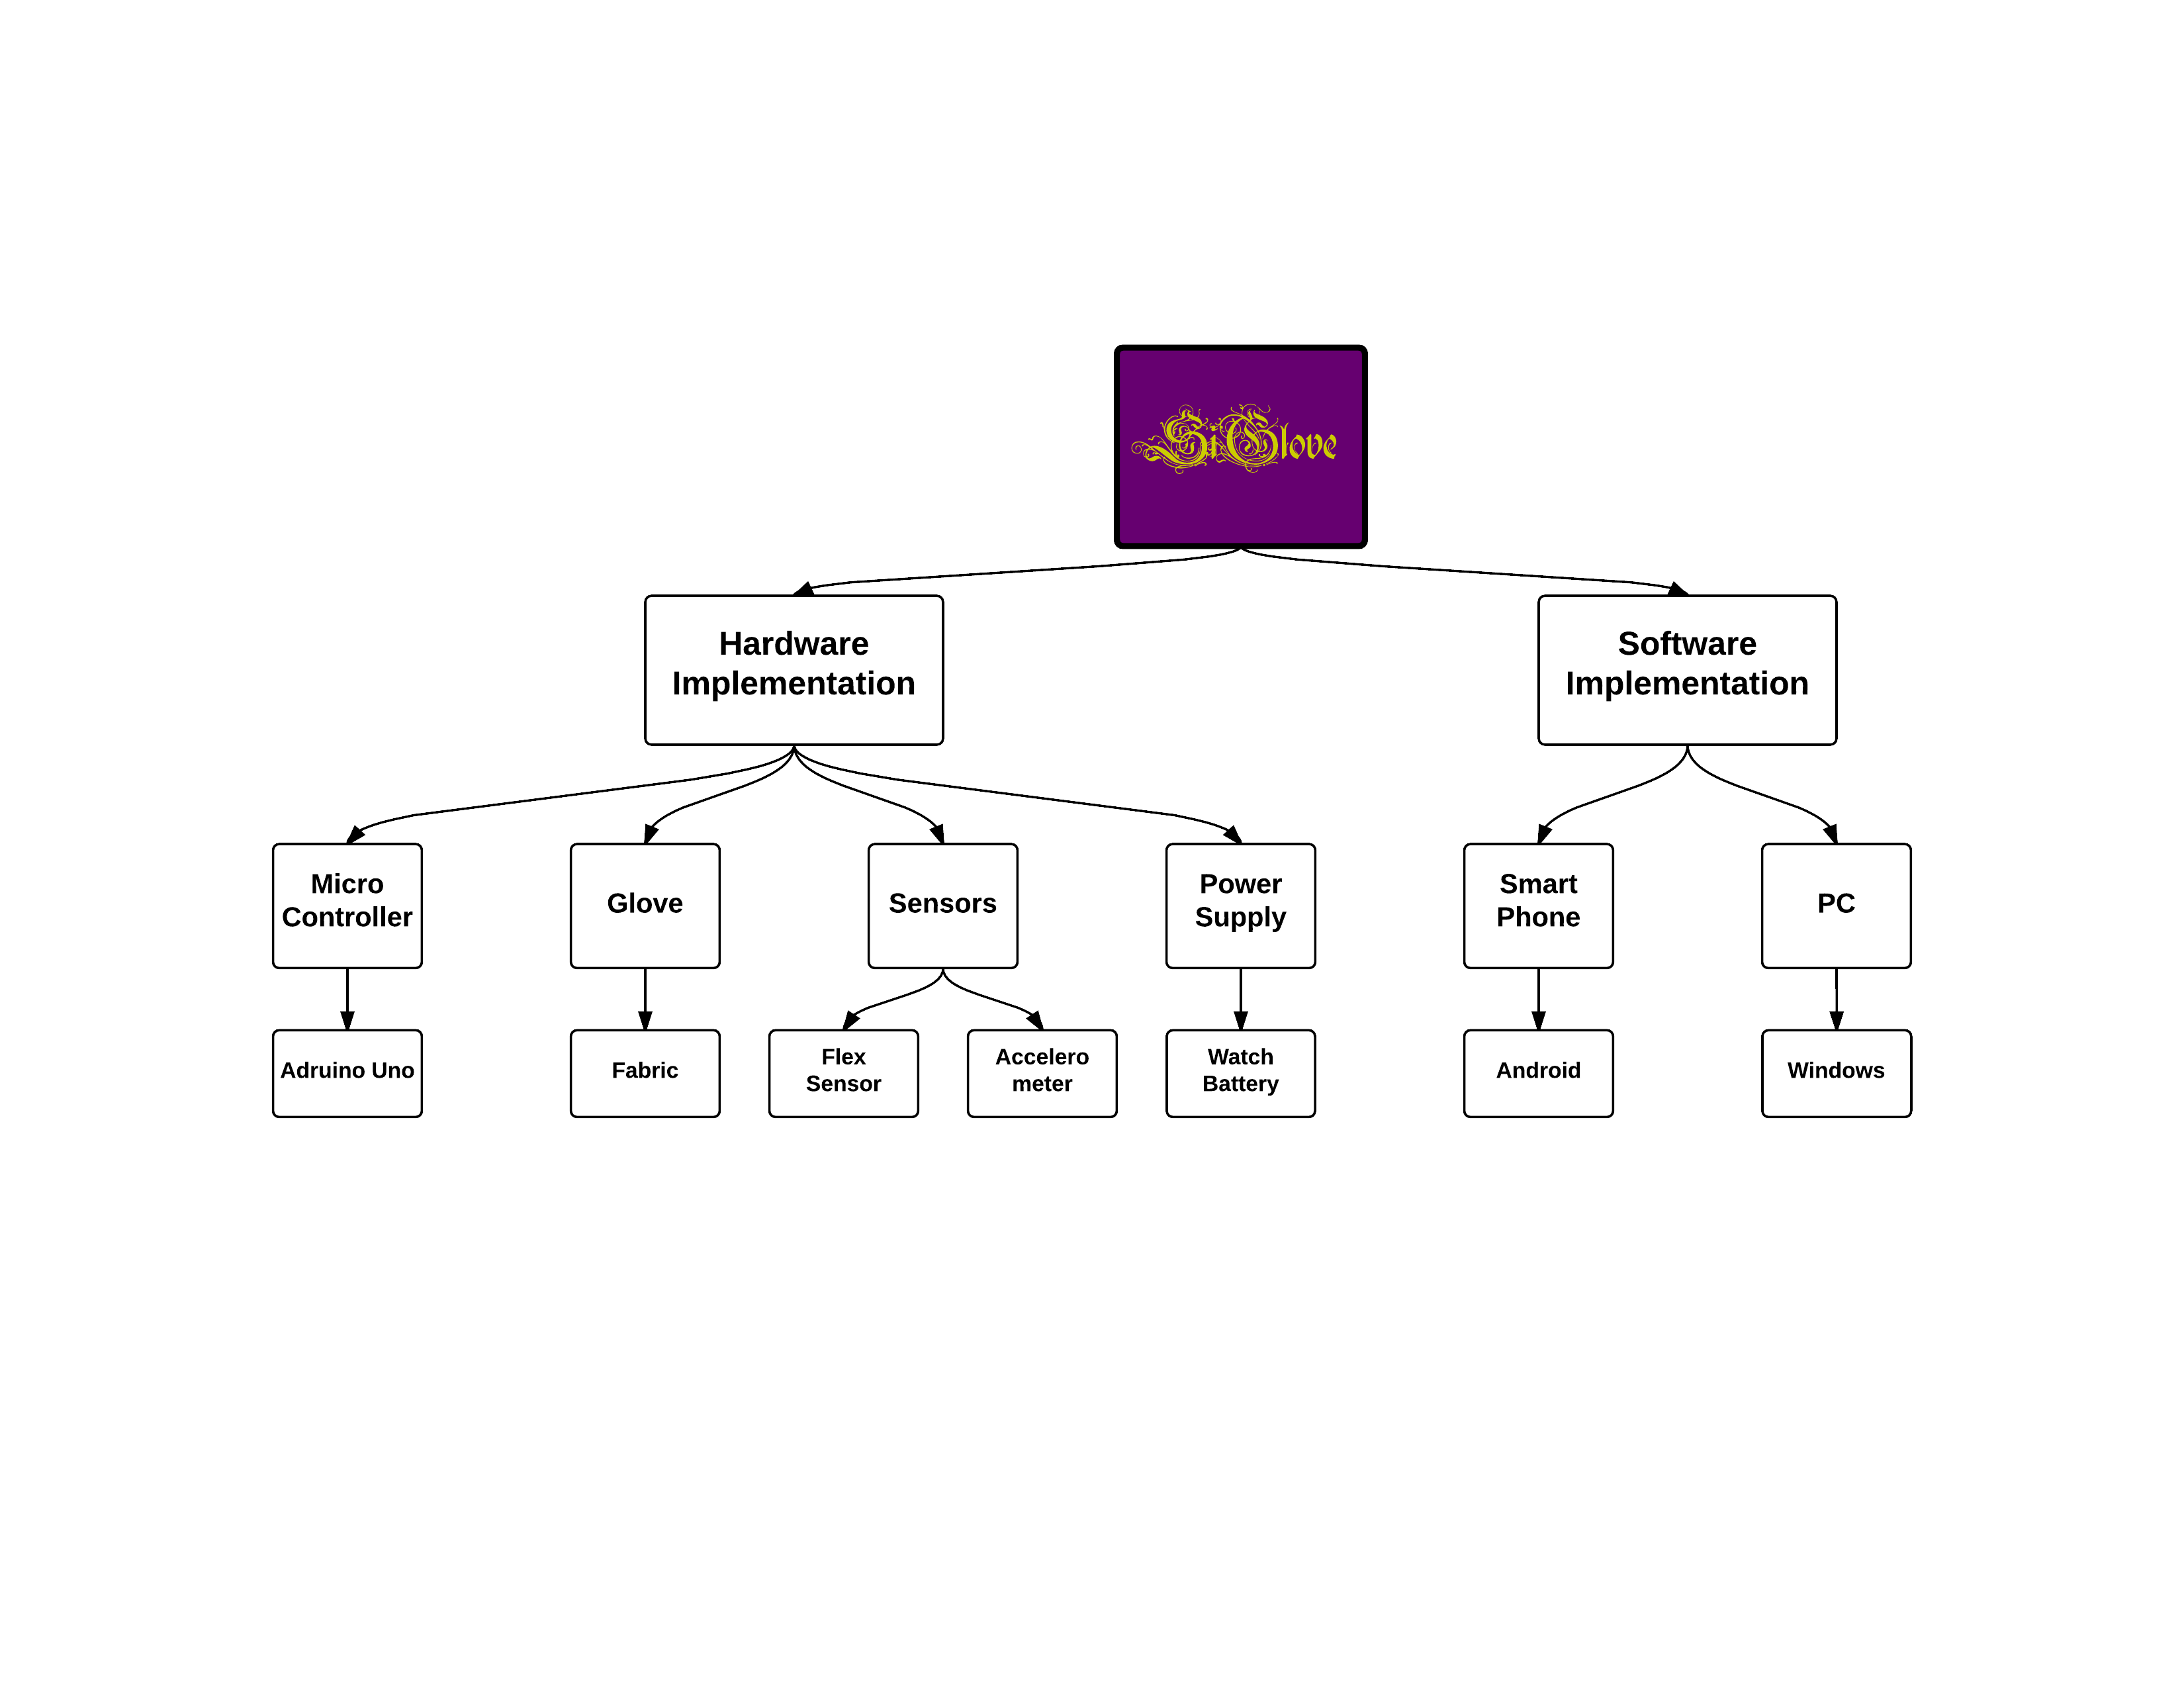 Hardware
Implementation
Software
Implementation
Micro
Controller
Glove
Sensors
Power
Supply
Smart
Phone
PC
Adruino Uno
Fabric
Flex
Sensor
Accelero
meter
Watch
Battery
Android
Windows